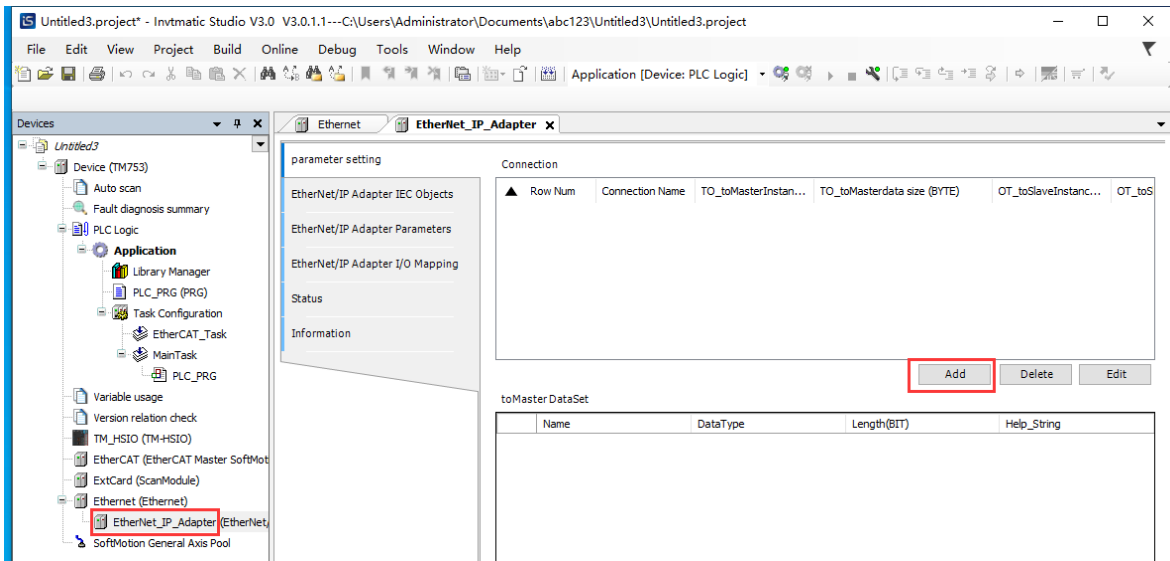 Untitled3.project* - Invtmatic Studio V3.0 V3.0.1.1---C:\Users\Administrator\Documents\abc123\Untitled3\Untitled3.project
File Edit View Project Build Online Debug Tools Window Help
Application [Device: PLC Logic]
Devices
Untitled3
Device (TM753)
Auto scan
Fault diagnosis summary
PLC Logic
Application
Library Manager
PLC_PRG (PRG)
Task Configuration
EtherCAT_Task
MainTask
PLC_PRG
Variable usage
Version relation check
TM_HSIO (TM-HSIO)
EtherCAT (EtherCAT Master SoftMot
ExtCard (ScanModule)
Ethernet (Ethernet)
EtherNet_IP_Adapter (EtherNet/
SoftMotion General Axis Pool
Ethernet EtherNet_IP_Adapter
parameter setting
EtherNet/IP Adapter IEC Objects
EtherNet/IP Adapter Parameters
EtherNet/IP Adapter I/O Mapping
Status
Information
Connection
Row Num Connection Name TO_toMasterInstan... TO_toMasterdata size (BYTE) OT_toSlaveInstanc... OT_toS
Add Delete Edit
toMaster DataSet
Name DataType Length(BIT) Help_String